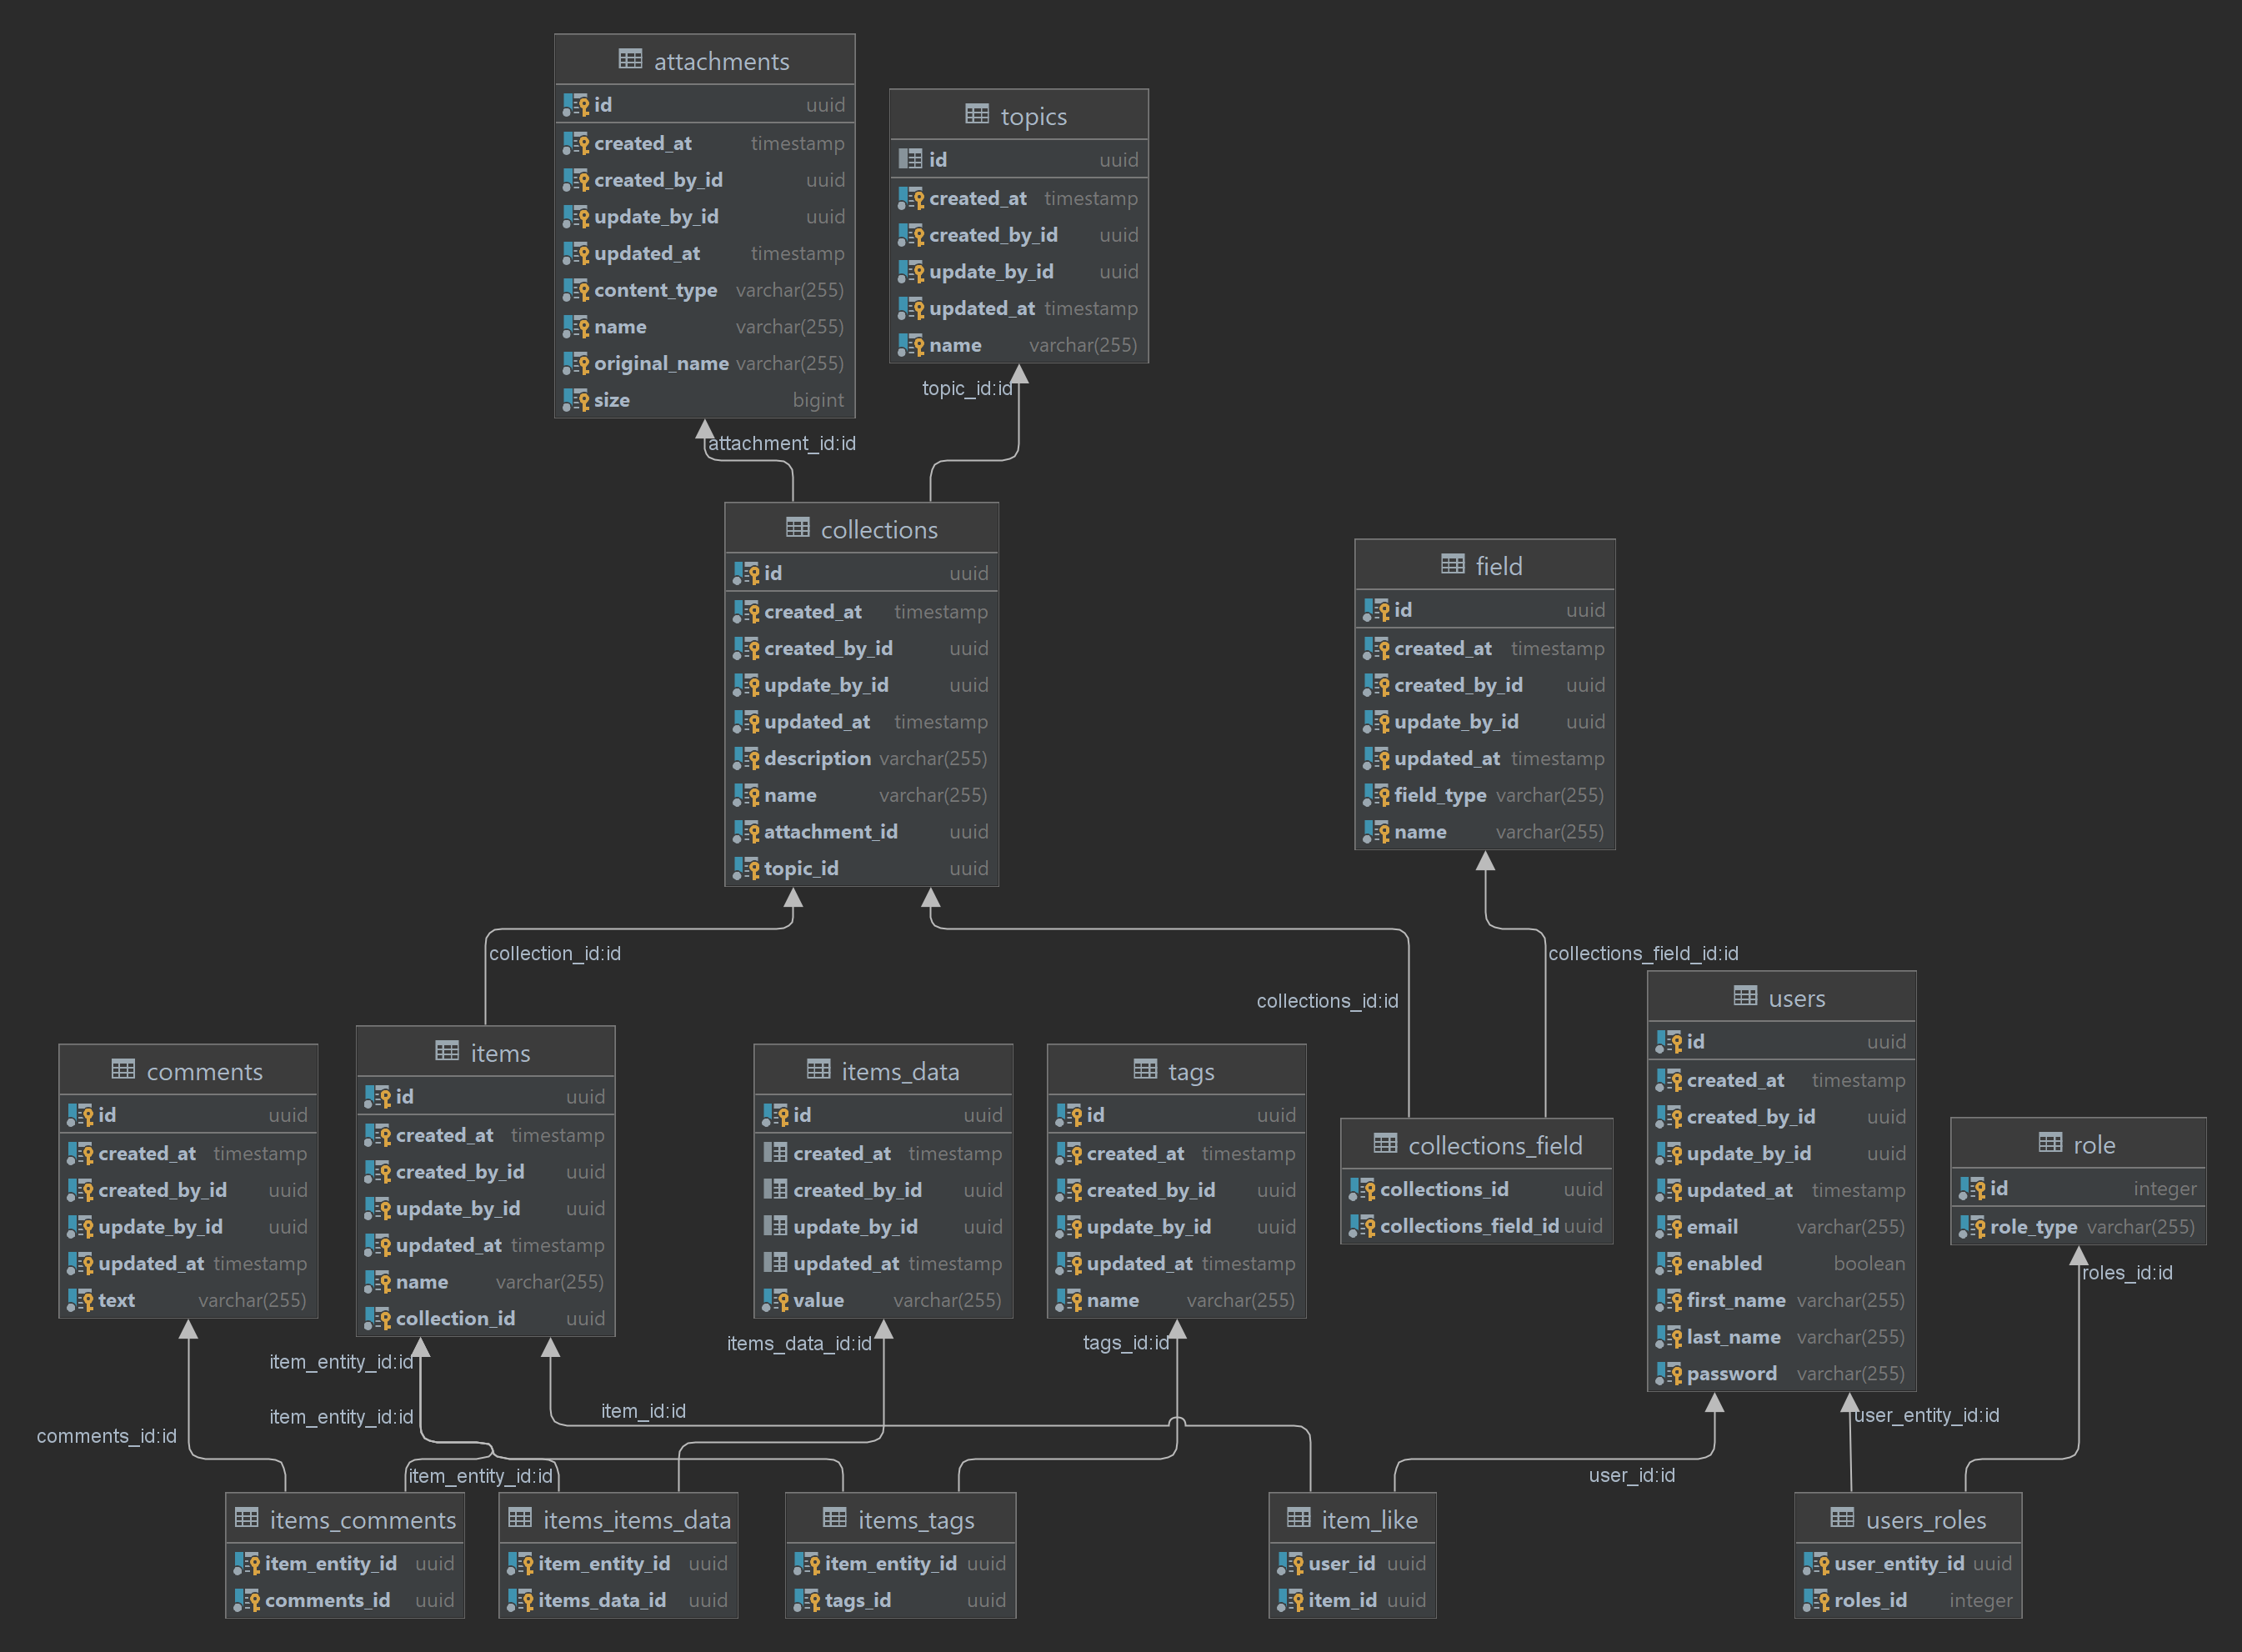 attachments
id uuid
created_at timestamp
created_by_id uuid
update_by_id uuid
updated_at timestamp
content_type varchar(255)
name varchar(255)
original_name varchar(255)
size bigint
topics
id uuid
created_at timestamp
created_by_id uuid
update_by_id uuid
updated_at timestamp
name varchar(255)
topic_id:id
attachment_id:id
collections
id uuid
created_at timestamp
created_by_id uuid
update_by_id uuid
updated_at timestamp
description varchar(255)
name varchar(255)
attachment_id uuid
topic_id uuid
field
id uuid
created_at timestamp
created_by_id uuid
update_by_id uuid
updated_at timestamp
field_type varchar(255)
name varchar(255)
collection_id:id
collections_id:id
collections_field_id:id
comments
id uuid
created_at timestamp
created_by_id uuid
update_by_id uuid
updated_at timestamp
text varchar(255)
items
id uuid
created_at timestamp
created_by_id uuid
update_by_id uuid
updated_at timestamp
name varchar(255)
collection_id uuid
items_data
id uuid
created_at timestamp
created_by_id uuid
update_by_id uuid
updated_at timestamp
value varchar(255)
tags
id uuid
created_at timestamp
created_by_id uuid
update_by_id uuid
updated_at timestamp
name varchar(255)
collections_field
collections_id uuid
collections_field_id uuid
users
id uuid
created_at timestamp
created_by_id uuid
update_by_id uuid
updated_at timestamp
email varchar(255)
enabled boolean
first_name varchar(255)
last_name varchar(255)
password varchar(255)
role
id integer
role_type varchar(255)
roles_id:id
item_entity_id:id
items_data_id:id
tags_id:id
item_entity_id:id
item_id:id
user_entity_id:id
comments_id:id
item_entity_id:id
user_id:id
items_comments
item_entity_id uuid
comments_id uuid
items_items_data
item_entity_id uuid
items_data_id uuid
items_tags
item_entity_id uuid
tags_id uuid
item_like
user_id uuid
item_id uuid
users_roles
user_entity_id uuid
roles_id integer